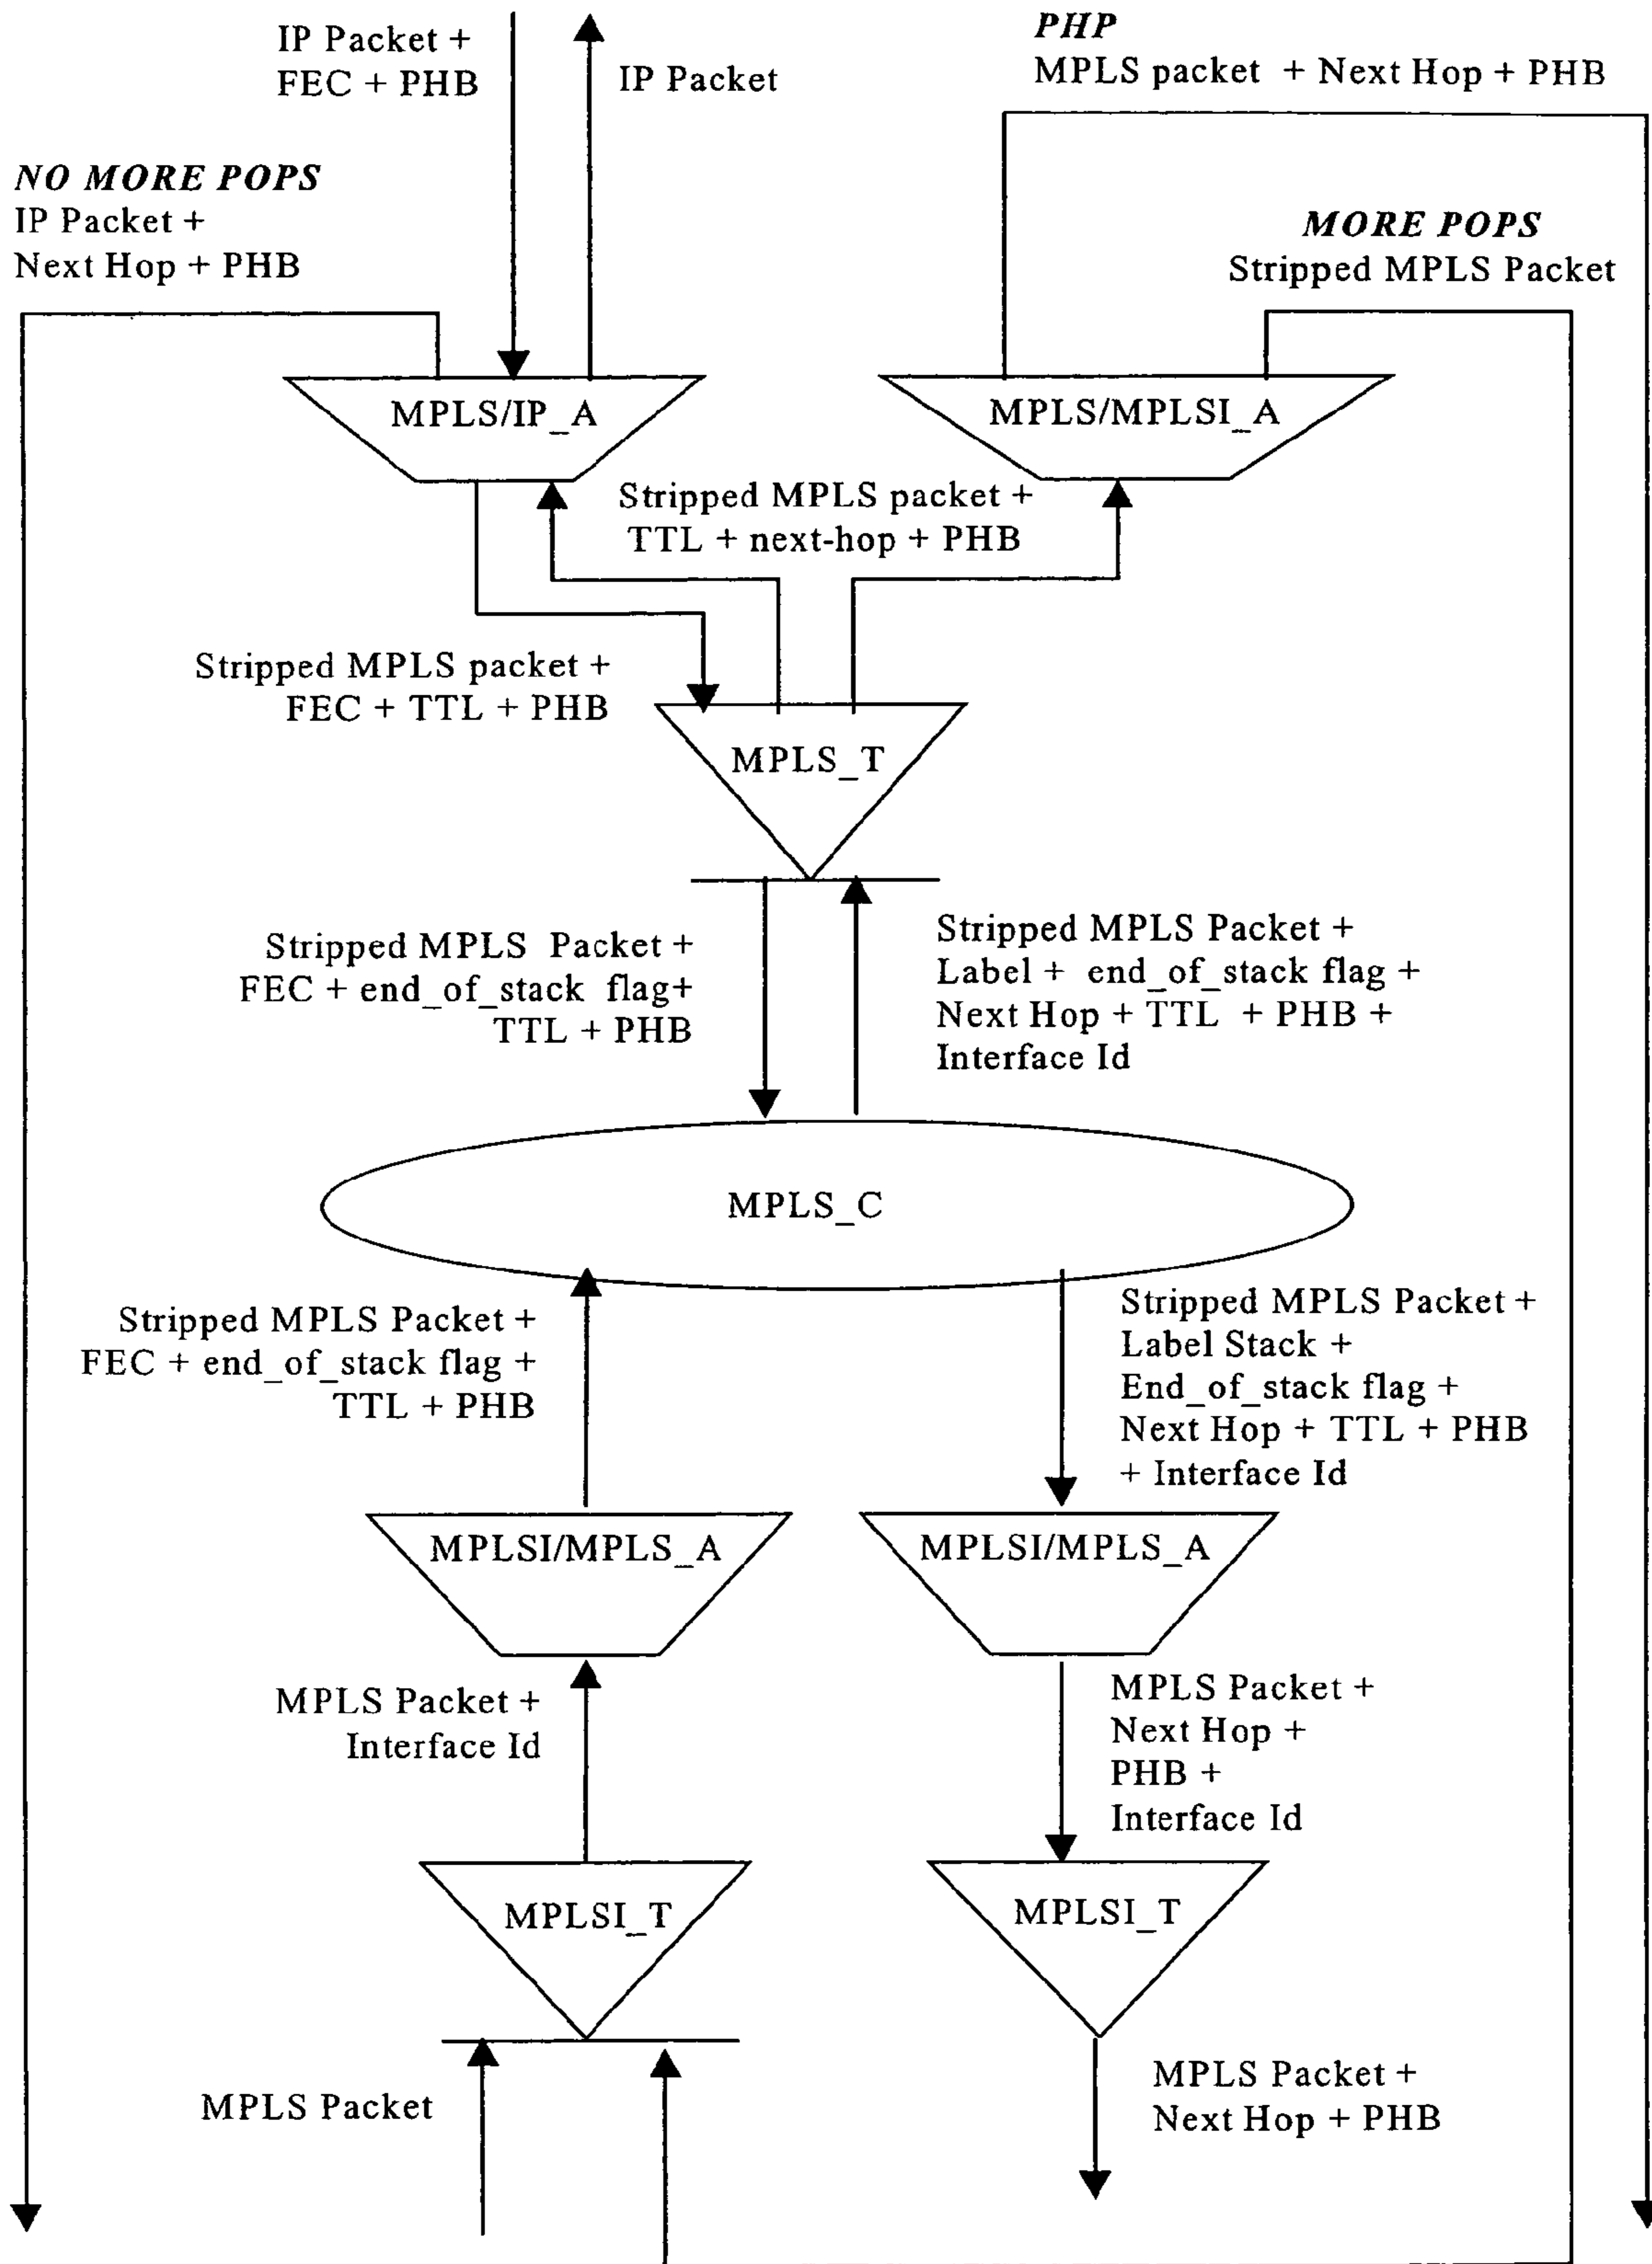 IP Packet +
FEC + PHB
IP Packet
PHP
MPLS packet + Next Hop + PHB
NO MORE POPS
IP Packet +
Next Hop + PHB
MORE POPS
Stripped MPLS Packet
MPLS/IP_A
MPLS/MPLSI_A
Stripped MPLS packet +
TTL + next-hop + PHB
Stripped MPLS packet +
FEC + TTL + PHB
MPLS_T
Stripped MPLS Packet +
FEC + end_of_stack flag+
TTL + PHB
Stripped MPLS Packet +
Label + end_of_stack flag +
Next Hop + TTL + PHB +
Interface Id
MPLS_C
Stripped MPLS Packet +
FEC + end_of_stack flag +
TTL + PHB
Stripped MPLS Packet +
Label Stack +
End_of_stack flag +
Next Hop + TTL + PHB
+ Interface Id
MPLSI/MPLS_A
MPLSI/MPLS_A
MPLS Packet +
Interface Id
MPLS Packet +
Next Hop +
PHB +
Interface Id
MPLSI_T
MPLSI_T
MPLS Packet
MPLS Packet +
Next Hop + PHB